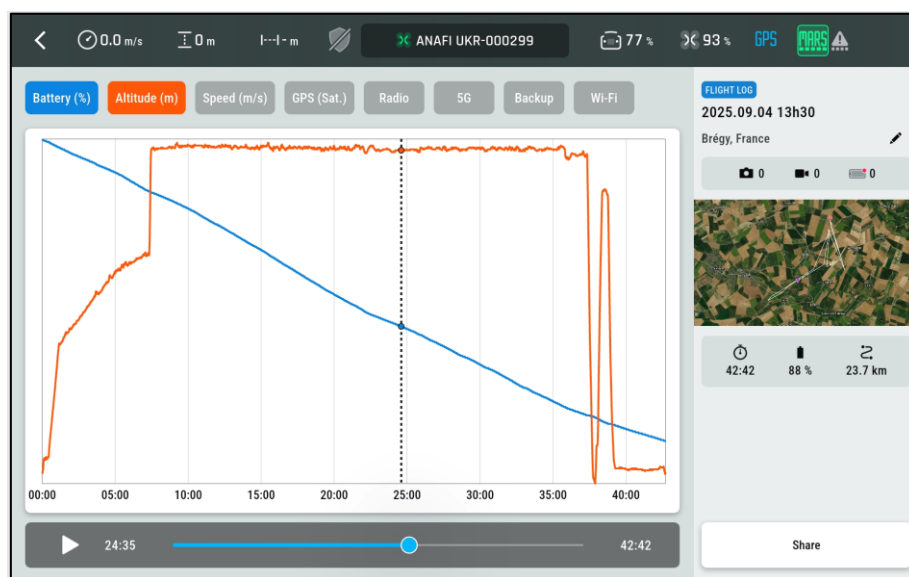 0.0 m/s
0 m
- m
ANAFI UKR-000299
77 %
93 %
GPS
MARS
Battery (%)
Altitude (m)
Speed (m/s)
GPS (Sat.)
Radio
5G
Backup
Wi-Fi
FLIGHT LOG
2025.09.04 13h30
Brégy, France
0
0
0
00:00
05:00
10:00
15:00
20:00
25:00
30:00
35:00
40:00
42:42
88 %
23.7 km
24:35
42:42
Share